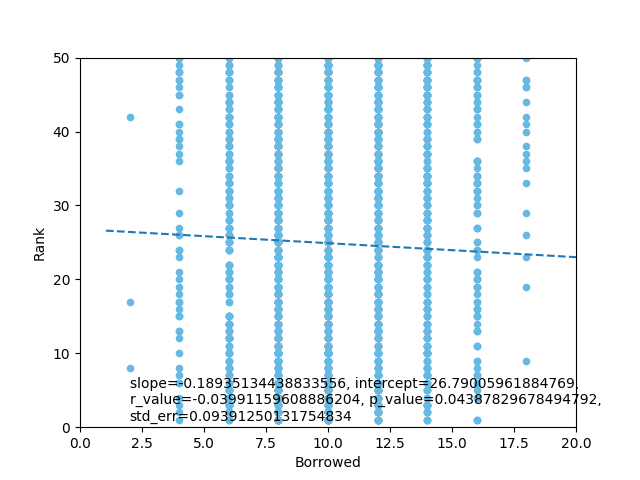 50
40
30
20
10
0
Rank
slope=-0.18935134438833556, intercept=26.79005961884769,
r_value=-0.03991159608886204, p_value=0.04387829678494792,
std_err=0.09391250131754834
0.0 2.5 5.0 7.5 10.0 12.5 15.0 17.5 20.0
Borrowed